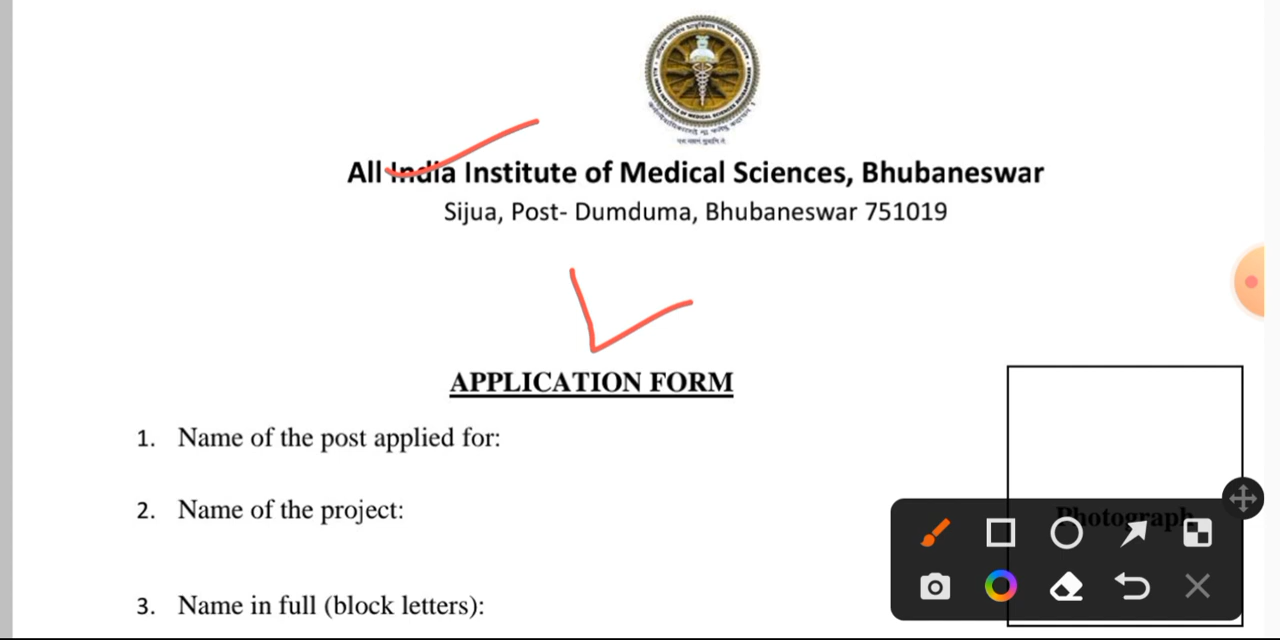 All India Institute of Medical Sciences, Bhubaneswar
Sijua, Post- Dumduma, Bhubaneswar 751019
APPLICATION FORM
1. Name of the post applied for:
2. Name of the project:
Photograph
3. Name in full (block letters):